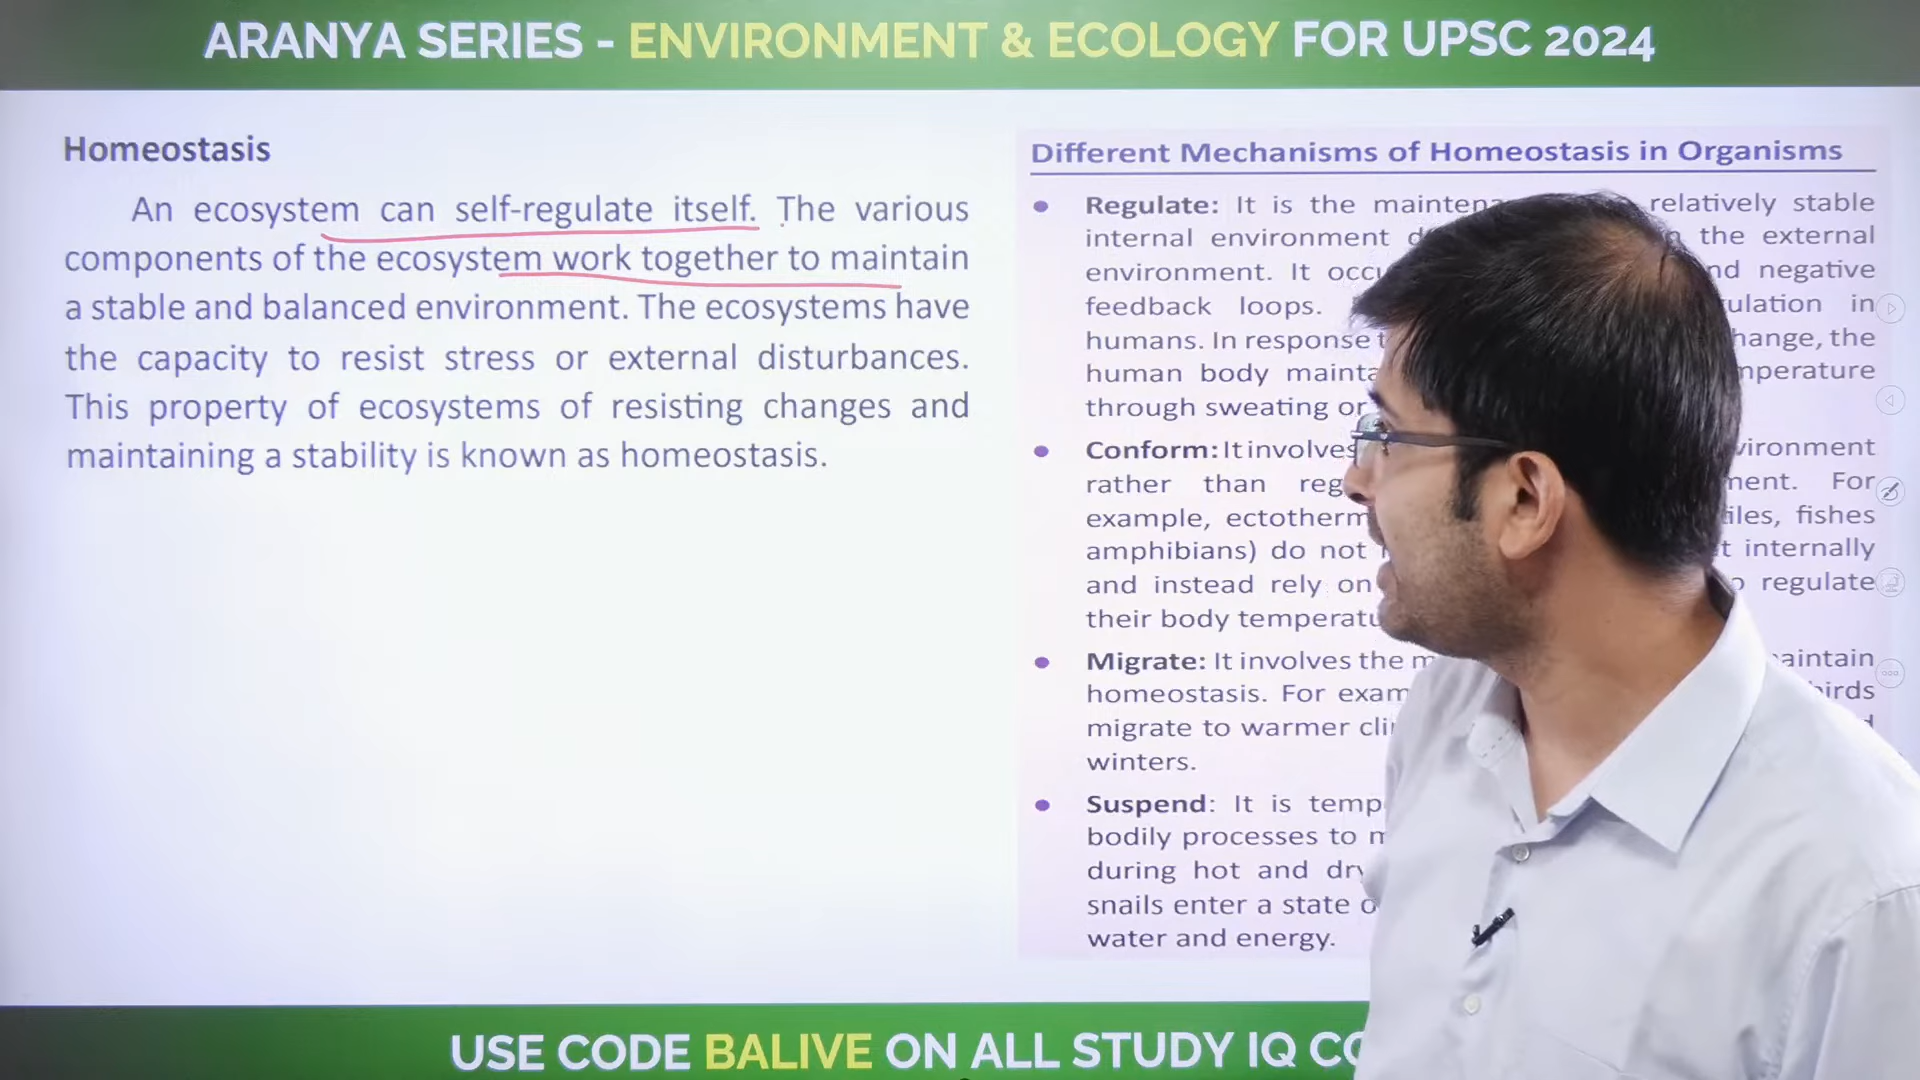 ARANYA SERIES - ENVIRONMENT & ECOLOGY FOR UPSC 2024
Homeostasis
An ecosystem can self-regulate itself. The various
components of the ecosystem work together to maintain
a stable and balanced environment. The ecosystems have
the capacity to resist stress or external disturbances.
This property of ecosystems of resisting changes and
maintaining a stability is known as homeostasis.
Different Mechanisms of Homeostasis in Organisms
Regulate: It is the relatively stable
internal environment the external
environment. It negative
feedback loops. in
humans. In response the
human body
through sweating or
Conform: It involves
rather than
example, fishes
amphibians) do not internally
and instead rely on regulate
their body
Migrate: It involves the
homeostasis. For birds
migrate to warmer
winters.
Suspend: It is
bodily processes to
during hot and
snails enter a state
water and energy.
USE CODE BALIVE ON ALL STUDY IQ